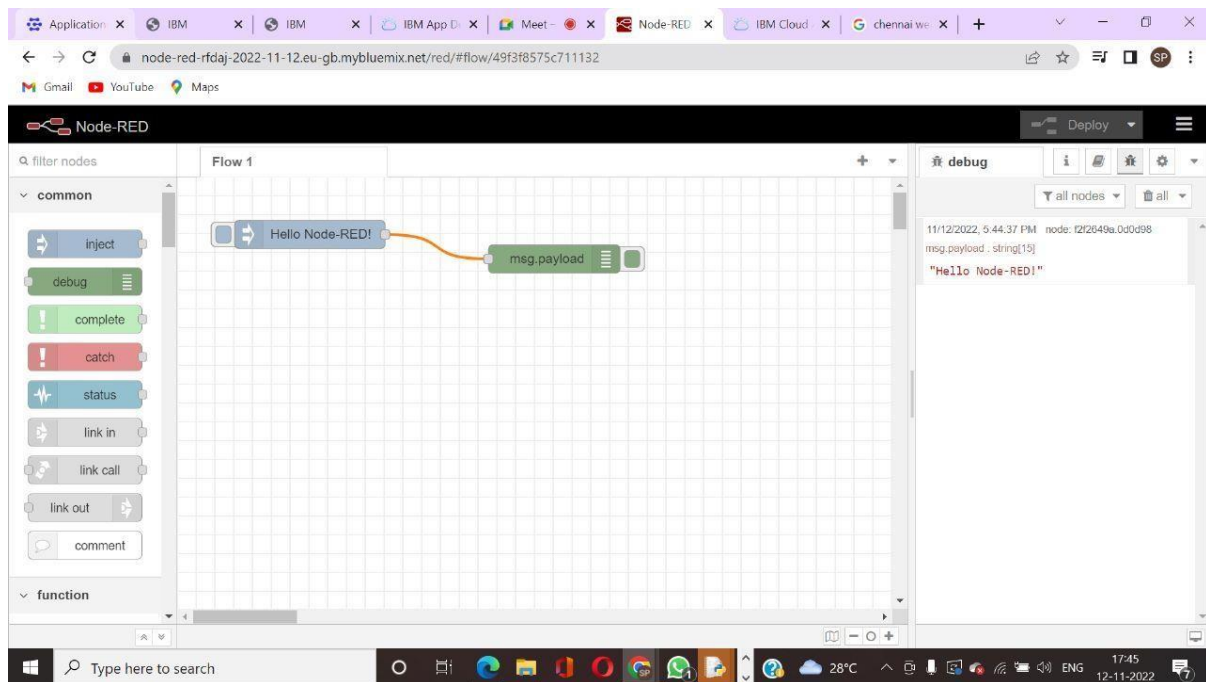 Application
IBM
IBM
IBM App D
Meet -
Node-RED
IBM Cloud
chennai we
node-red-rfdaj-2022-11-12.eu-gb.mybluemix.net/red/#flow/49f3f8575c711132
SP
Gmail
YouTube
Maps
Node-RED
Deploy
filter nodes
Flow 1
debug
i
common
all nodes
all
inject
debug
complete
catch
status
link in
link call
link out
comment
function
Hello Node-RED!
msg.payload
11/12/2022, 5:44:37 PM node: f2f2649a.0d0d98
msg.payload : string[15]
"Hello Node-RED!"
Type here to search
28°C
ENG
17:45
12-11-2022